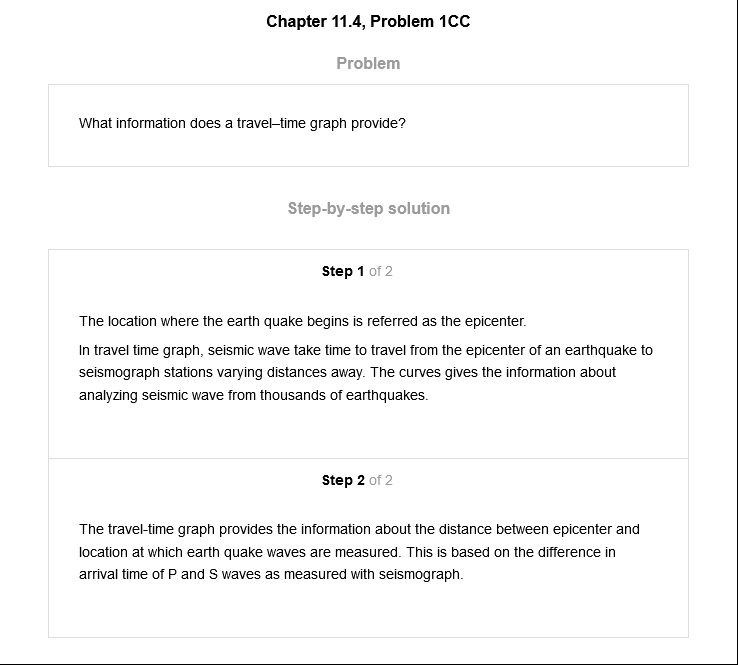 Chapter 11.4, Problem 1CC
Problem
What information does a travel–time graph provide?
Step-by-step solution
Step 1 of 2
The location where the earth quake begins is referred as the epicenter.
In travel time graph, seismic wave take time to travel from the epicenter of an earthquake to
seismograph stations varying distances away. The curves gives the information about
analyzing seismic wave from thousands of earthquakes.
Step 2 of 2
The travel-time graph provides the information about the distance between epicenter and
location at which earth quake waves are measured. This is based on the difference in
arrival time of P and S waves as measured with seismograph.